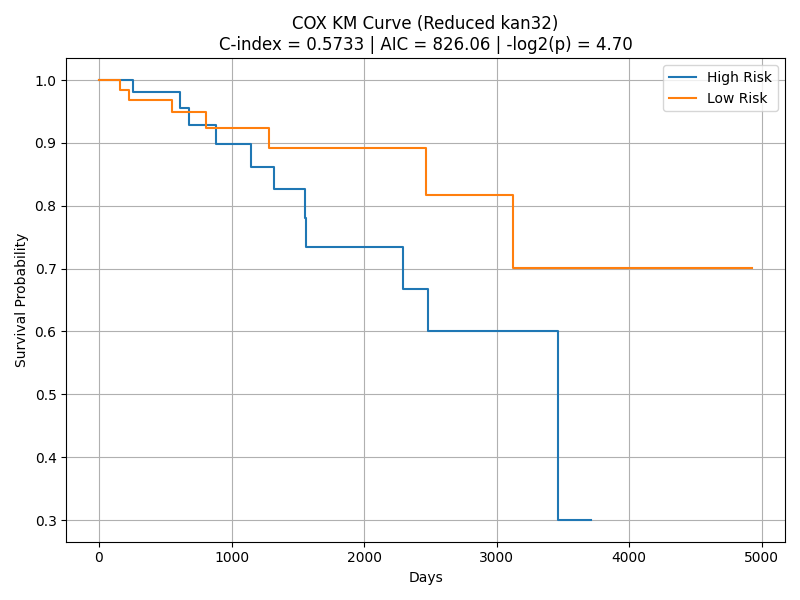 COX KM Curve (Reduced kan32)
C-index = 0.5733 | AIC = 826.06 | -log2(p) = 4.70
High Risk
Low Risk
Survival Probability
1.0
0.9
0.8
0.7
0.6
0.5
0.4
0.3
0 1000 2000 3000 4000 5000
Days